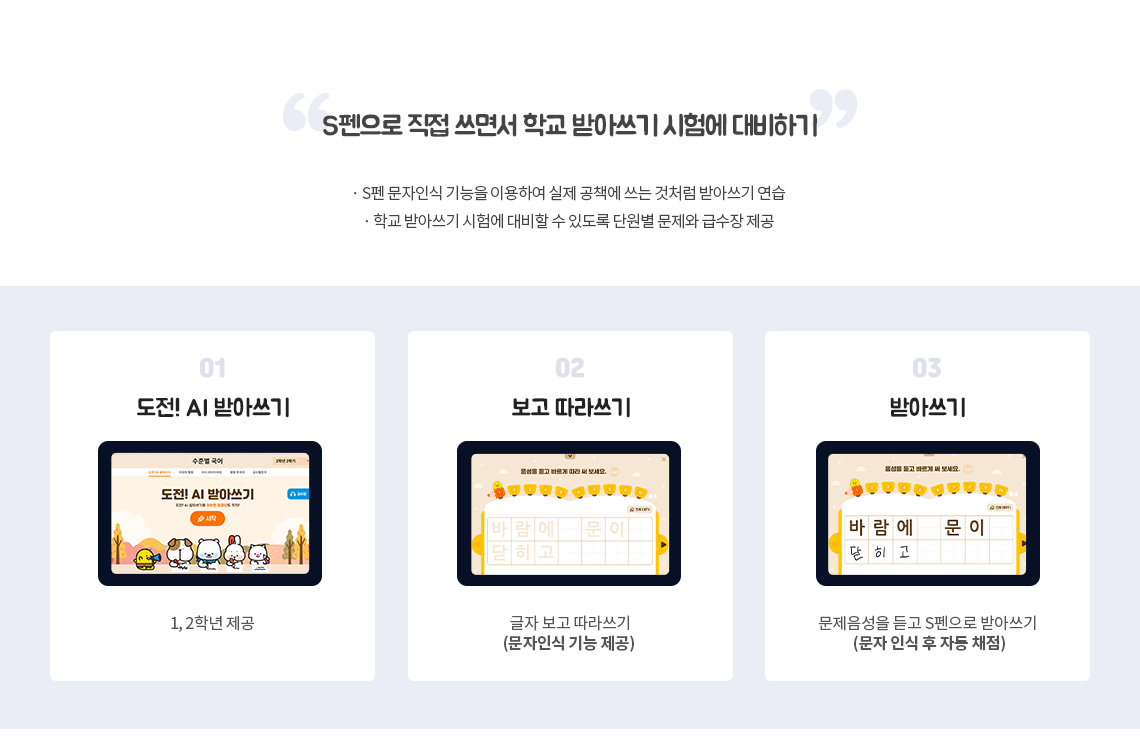 “S펜으로 직접 쓰면서 학교 받아쓰기 시험에 대비하기”
· S펜 문자인식 기능을 이용하여 실제 공책에 쓰는 것처럼 받아쓰기 연습
· 학교 받아쓰기 시험에 대비할 수 있도록 단원별 문제와 급수장 제공
01
도전! AI 받아쓰기
수준별 국어
2학년 2학기
도전! AI 받아쓰기
시작
1, 2학년 제공
02
보고 따라쓰기
음성을 듣고 바르게 따라 써 보세요.
바람에 문이
닫히고
글자 보고 따라쓰기
(문자인식 기능 제공)
03
받아쓰기
음성을 듣고 바르게 써 보세요.
바람에 문이
닫히고
문제음성을 듣고 S펜으로 받아쓰기
(문자 인식 후 자동 채점)